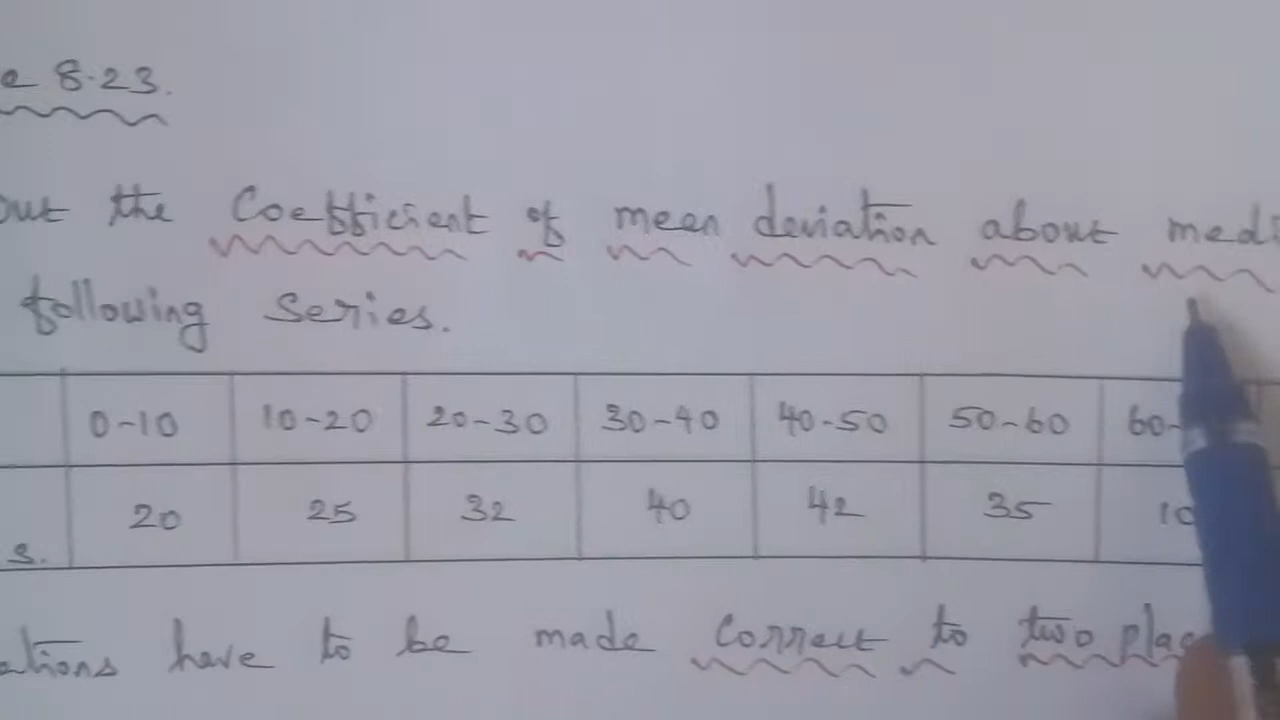 e 8.23.
out the Coefficient of mean deviation about medi
following series.
0-10 10-20 20-30 30-40 40-50 50-60 60-
s. 20 25 32 40 42 35 10
ations have to be made correct to two plac